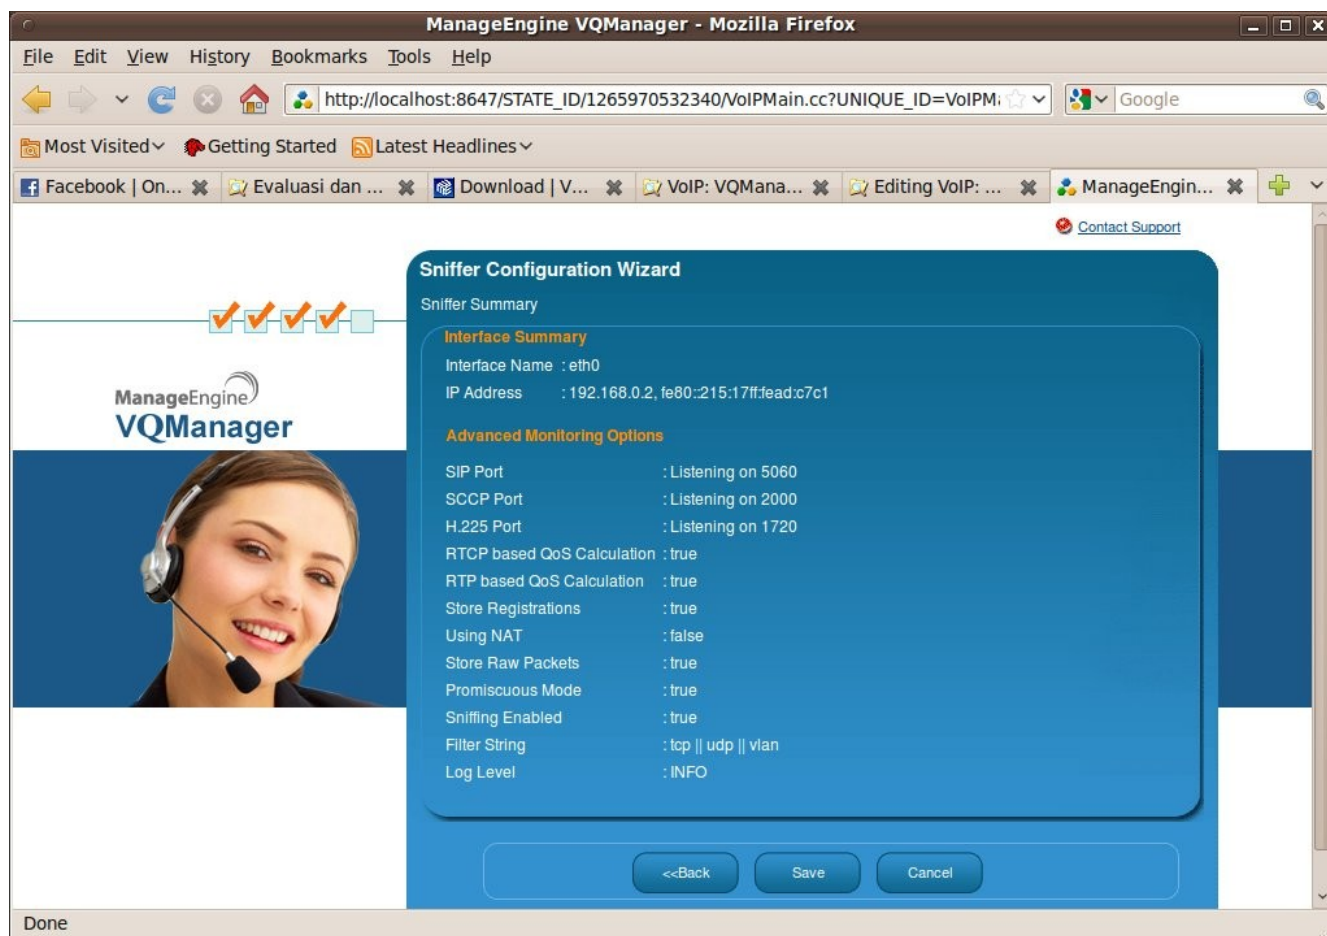 ManageEngine VQManager - Mozilla Firefox
File Edit View History Bookmarks Tools Help
http://localhost:8647/STATE_ID/1265970532340/VoIPMain.cc?UNIQUE_ID=VoIPM Google
Most Visited Getting Started Latest Headlines
Facebook | On... Evaluasi dan ... Download | V... VoIP: VQMana... Editing VoIP: ... ManageEngin...
Contact Support
Sniffer Configuration Wizard
Sniffer Summary
Interface Summary
Interface Name : eth0
IP Address : 192.168.0.2, fe80::215:17ff:fead:c7c1
ManageEngine
VQManager
Advanced Monitoring Options
SIP Port : Listening on 5060
SCCP Port : Listening on 2000
H.225 Port : Listening on 1720
RTCP based QoS Calculation : true
RTP based QoS Calculation : true
Store Registrations : true
Using NAT : false
Store Raw Packets : true
Promiscuous Mode : true
Sniffing Enabled : true
Filter String : tcp || udp || vlan
Log Level : INFO
<<Back Save Cancel
Done